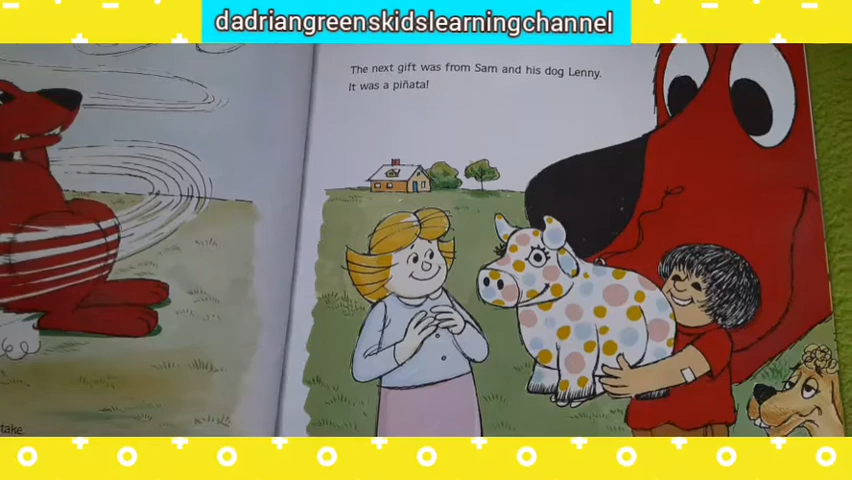 dadriangreenskidslearningchannel
The next gift was from Sam and his dog Lenny.
It was a piñata!
take